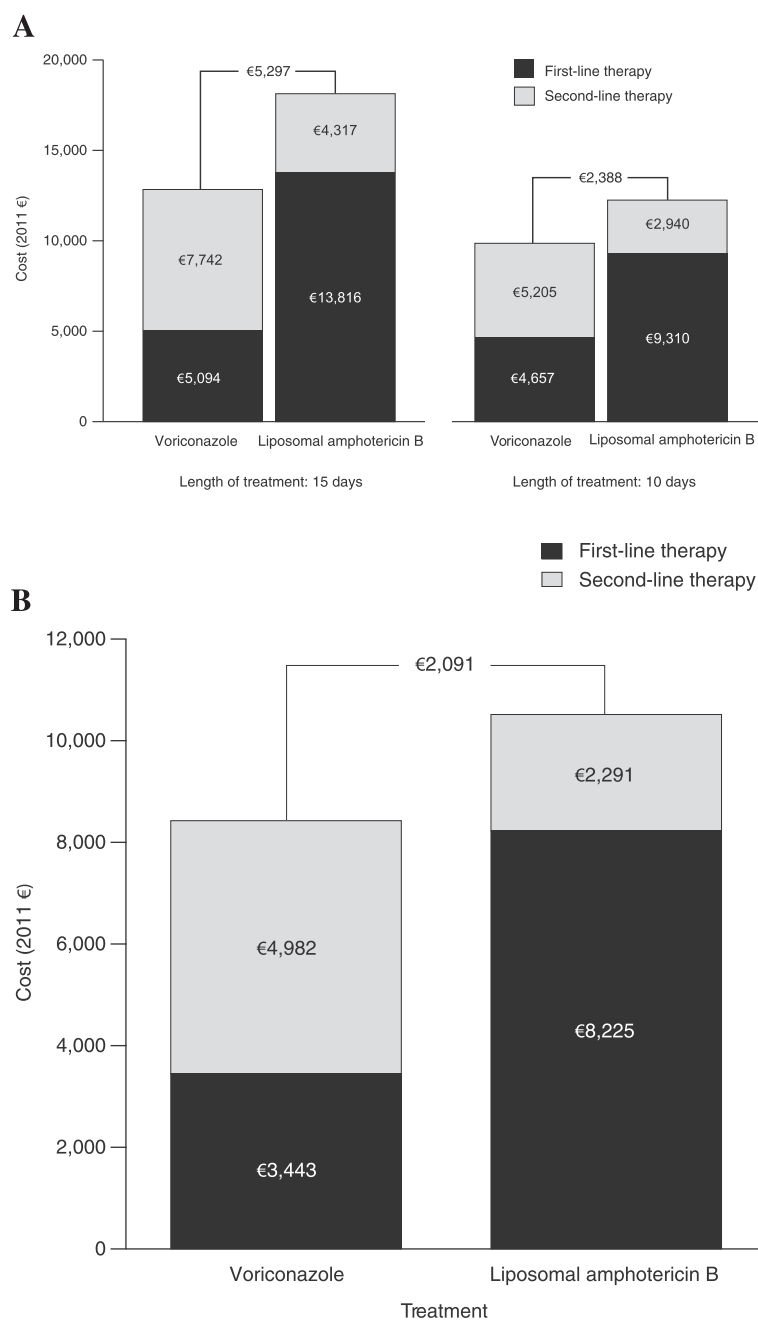 A
20,000
15,000
10,000
5,000
0
Cost (2011 €)
€5,297
€4,317
€7,742
€13,816
€5,094
Voriconazole
Liposomal amphotericin B
Length of treatment: 15 days
First-line therapy
Second-line therapy
€2,388
€2,940
€5,205
€9,310
€4,657
Voriconazole
Liposomal amphotericin B
Length of treatment: 10 days
B
First-line therapy
Second-line therapy
12,000
10,000
8,000
6,000
4,000
2,000
0
Cost (2011 €)
€2,091
€2,291
€4,982
€8,225
€3,443
Voriconazole
Liposomal amphotericin B
Treatment